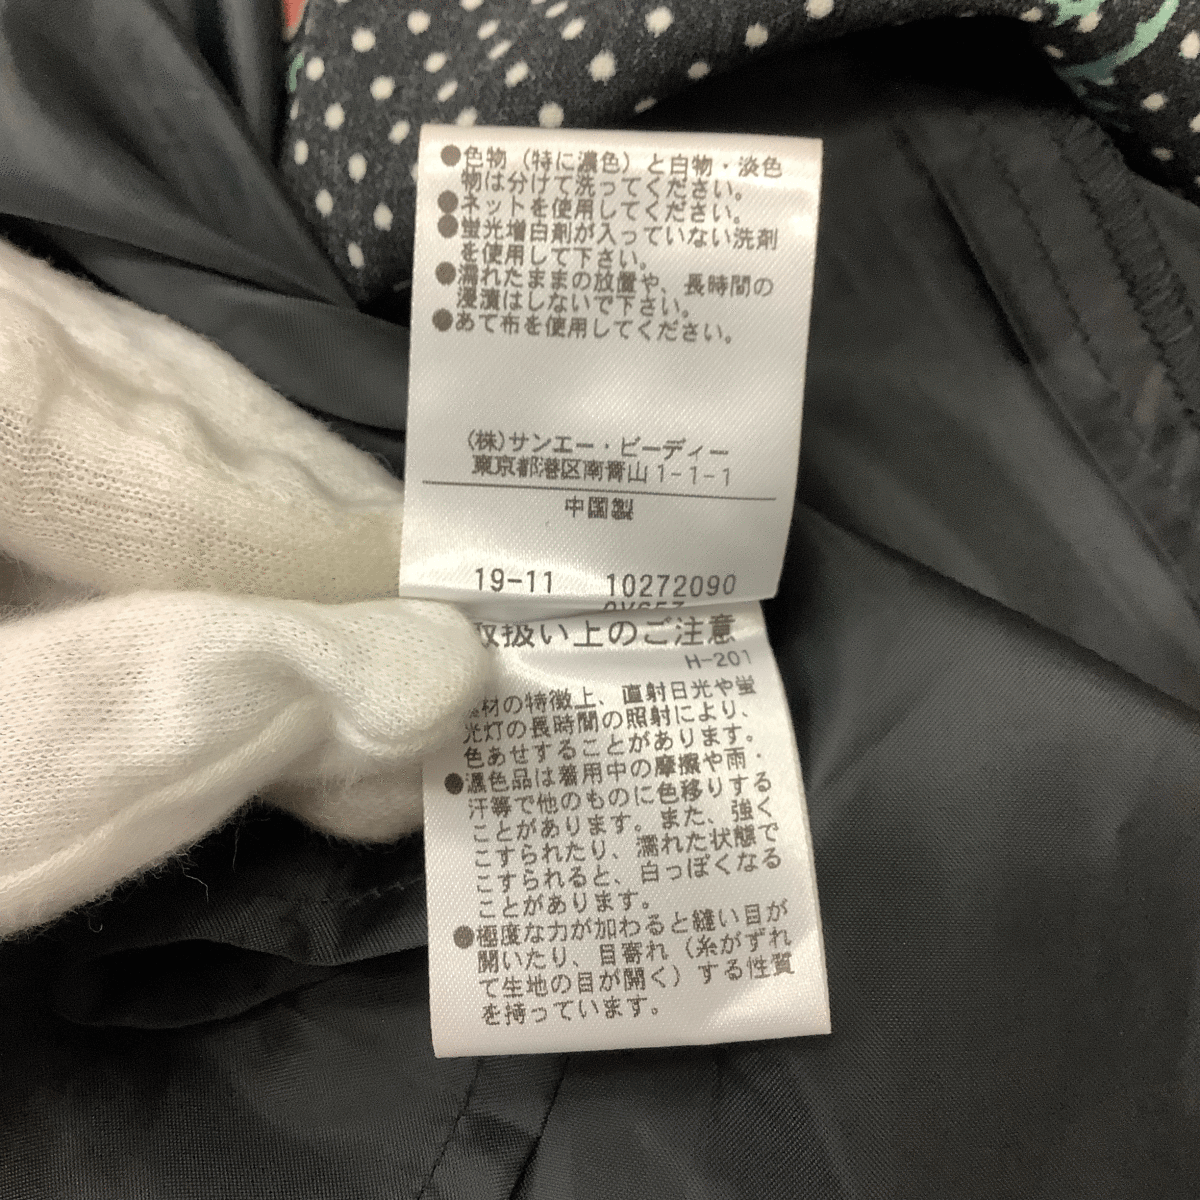 ●色物（特に濃色）と白物・淡色
物は分けて洗ってください。
●ネットを使用してください。
●蛍光増白剤が入っていない洗剤
を使用して下さい。
●濡れたままの放置や、長時間の
浸漬はしないで下さい。
●あて布を使用してください。
(株)サンエー・ビーディー
東京都港区南青山1-1-1
中国製
19-11 10272090
取扱い上のご注意
H-201
材の特徴上、直射日光や蛍
光灯の長時間の照射により、
色あせすることがあります。
●濃色品は着用中の摩擦や雨・
汗等で他のものに色移りする
ことがあります。また、強く
こすられたり、濡れた状態で
こすられると、白っぽくなる
ことがあります。
●極度な力が加わると縫い目が
開いたり、目寄れ（糸がずれ
て生地の目が開く）する性質
を持っています。